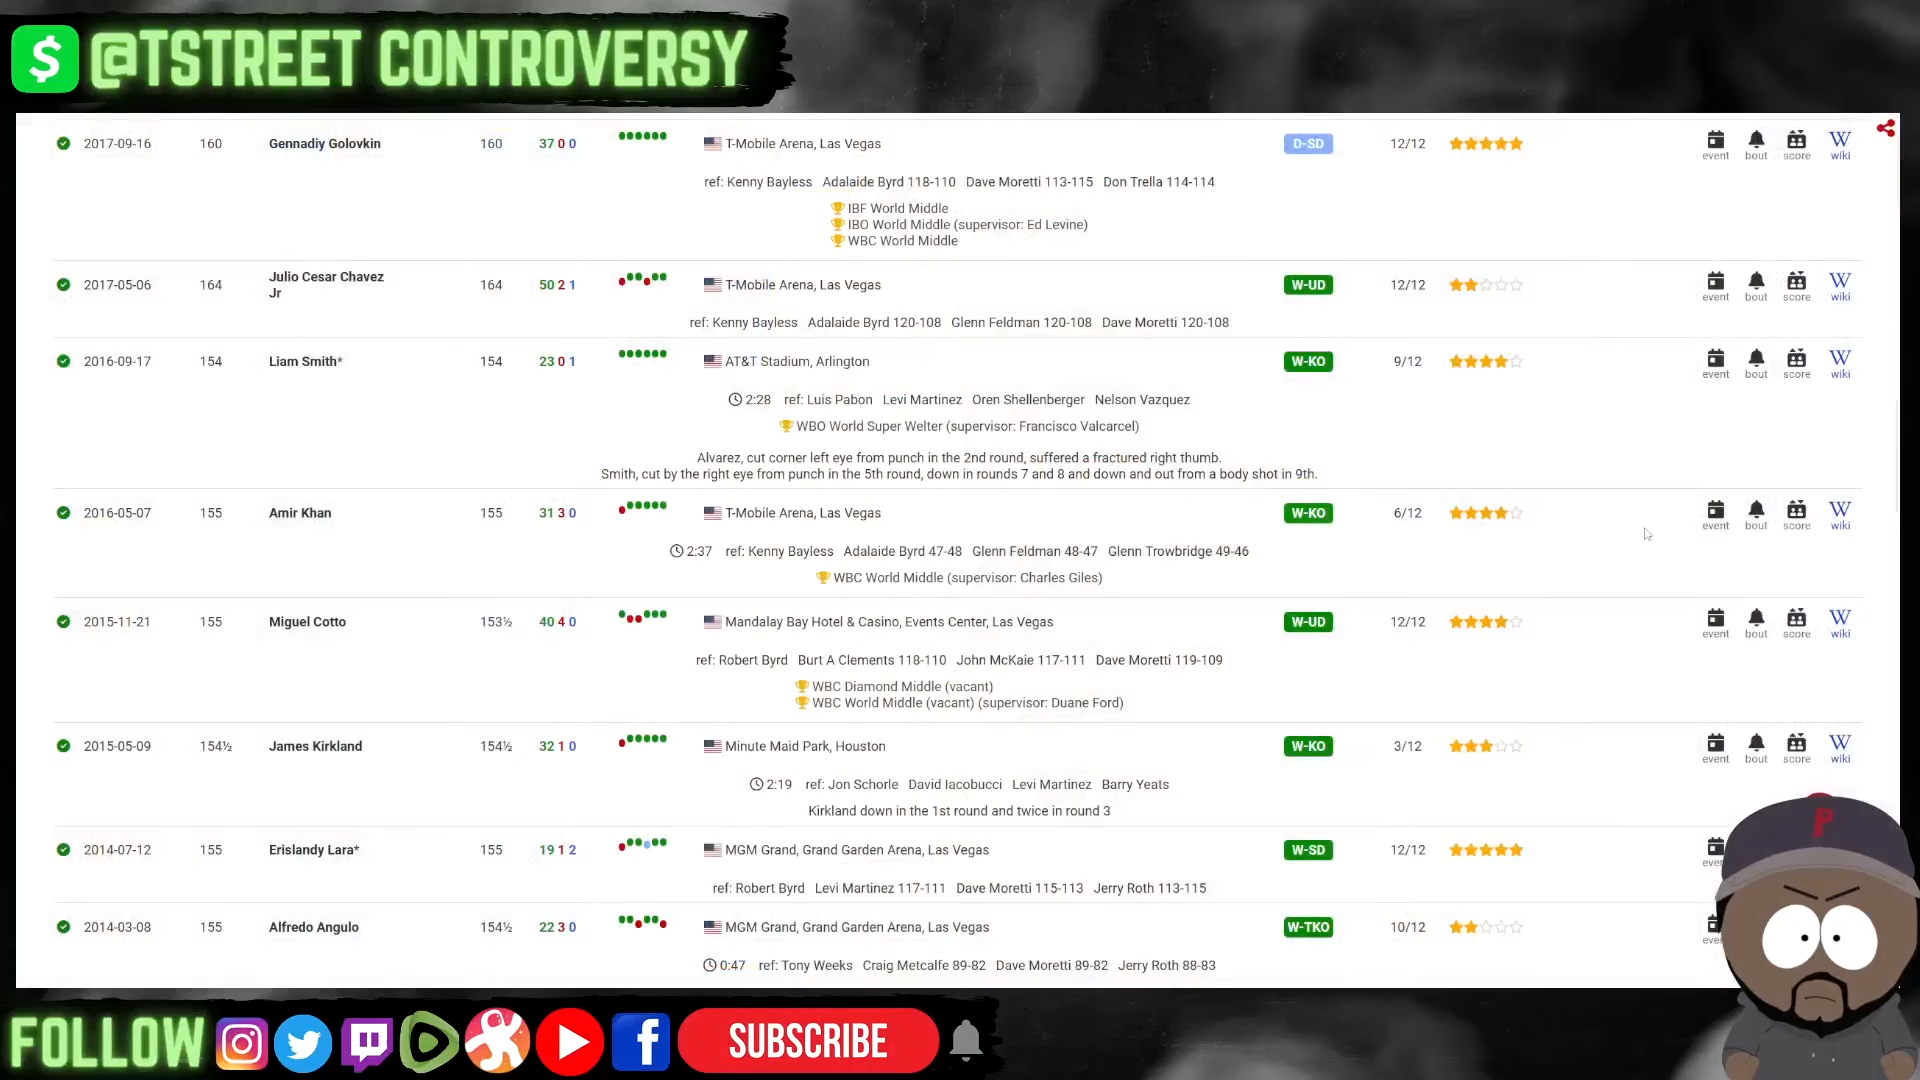 $ @TSTREET CONTROVERSY
2017-09-16 160 Gennadiy Golovkin 160 37 0 0 T-Mobile Arena, Las Vegas D-SD 12/12 event bout score wiki
ref: Kenny Bayless Adalaide Byrd 118-110 Dave Moretti 113-115 Don Trella 114-114
IBF World Middle
IBO World Middle (supervisor: Ed Levine)
WBC World Middle
2017-05-06 164 Julio Cesar Chavez Jr 164 50 2 1 T-Mobile Arena, Las Vegas W-UD 12/12 event bout score wiki
ref: Kenny Bayless Adalaide Byrd 120-108 Glenn Feldman 120-108 Dave Moretti 120-108
2016-09-17 154 Liam Smith* 154 23 0 1 AT&T Stadium, Arlington W-KO 9/12 event bout score wiki
2:28 ref: Luis Pabon Levi Martinez Oren Shellenberger Nelson Vazquez
WBO World Super Welter (supervisor: Francisco Valcarcel)
Alvarez, cut corner left eye from punch in the 2nd round, suffered a fractured right thumb.
Smith, cut by the right eye from punch in the 5th round, down in rounds 7 and 8 and down and out from a body shot in 9th.
2016-05-07 155 Amir Khan 155 31 3 0 T-Mobile Arena, Las Vegas W-KO 6/12 event bout score wiki
2:37 ref: Kenny Bayless Adalaide Byrd 47-48 Glenn Feldman 48-47 Glenn Trowbridge 49-46
WBC World Middle (supervisor: Charles Giles)
2015-11-21 155 Miguel Cotto 153½ 40 4 0 Mandalay Bay Hotel & Casino, Events Center, Las Vegas W-UD 12/12 event bout score wiki
ref: Robert Byrd Burt A Clements 118-110 John McKaie 117-111 Dave Moretti 119-109
WBC Diamond Middle (vacant)
WBC World Middle (vacant) (supervisor: Duane Ford)
2015-05-09 154½ James Kirkland 154½ 32 1 0 Minute Maid Park, Houston W-KO 3/12 event bout score wiki
2:19 ref: Jon Schorle David Iacobucci Levi Martinez Barry Yeats
Kirkland down in the 1st round and twice in round 3
2014-07-12 155 Erislandy Lara* 155 19 1 2 MGM Grand, Grand Garden Arena, Las Vegas W-SD 12/12
ref: Robert Byrd Levi Martinez 117-111 Dave Moretti 115-113 Jerry Roth 113-115
2014-03-08 155 Alfredo Angulo 154½ 22 3 0 MGM Grand, Grand Garden Arena, Las Vegas W-TKO 10/12
0:47 ref: Tony Weeks Craig Metcalfe 89-82 Dave Moretti 89-82 Jerry Roth 88-83
P
FOLLOW SUBSCRIBE